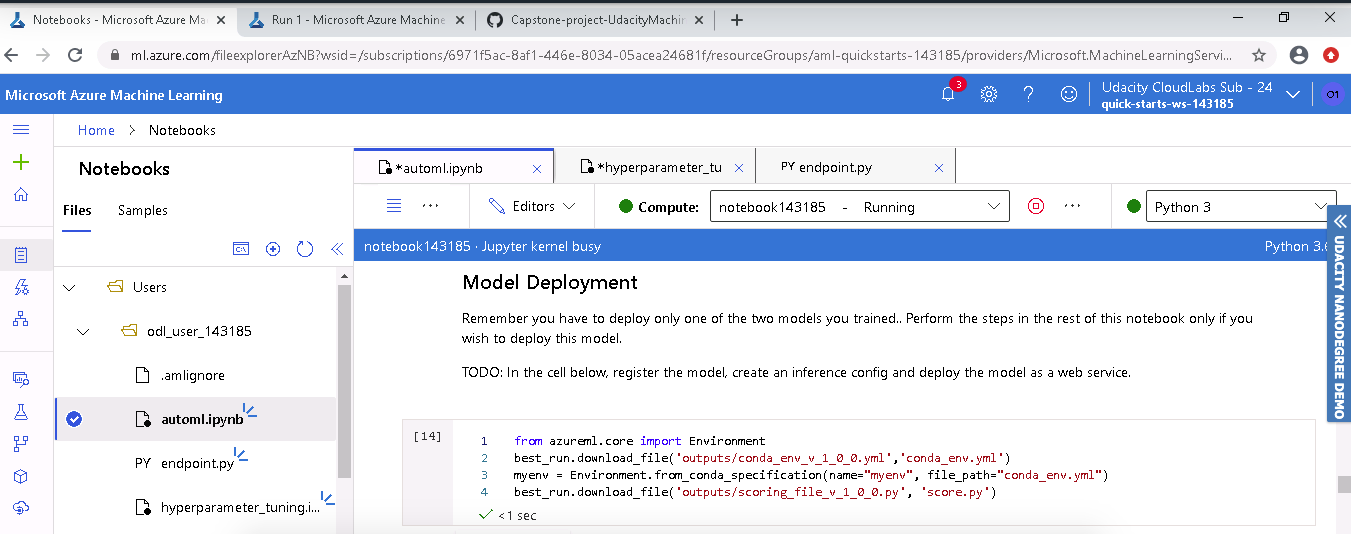 Notebooks - Microsoft Azure Ma
Run 1 - Microsoft Azure Machine
Capstone-project-UdacityMachin
ml.azure.com/fileexplorerAzNB?wsid=/subscriptions/6971f5ac-8af1-446e-8034-05acea24681f/resourceGroups/aml-quickstarts-143185/providers/Microsoft.MachineLearningServi...
Microsoft Azure Machine Learning
3
Udacity CloudLabs Sub - 24
quick-starts-ws-143185
O1
Home > Notebooks
Notebooks
*automl.ipynb
*hyperparameter_tu
PY endpoint.py
Files
Samples
Editors
Compute:
notebook143185 - Running
Python 3
notebook143185 · Jupyter kernel busy
Python 3.6
Users
odl_user_143185
.amlignore
automl.ipynb
PY endpoint.py
hyperparameter_tuning.i...
Model Deployment
Remember you have to deploy only one of the two models you trained.. Perform the steps in the rest of this notebook only if you
wish to deploy this model.
TODO: In the cell below, register the model, create an inference config and deploy the model as a web service.
[14]
1 from azureml.core import Environment
2 best_run.download_file('outputs/conda_env_v_1_0_0.yml','conda_env.yml')
3 myenv = Environment.from_conda_specification(name="myenv", file_path="conda_env.yml")
4 best_run.download_file('outputs/scoring_file_v_1_0_0.py', 'score.py')
<1 sec
UDACITY NANODEGREE DEMO